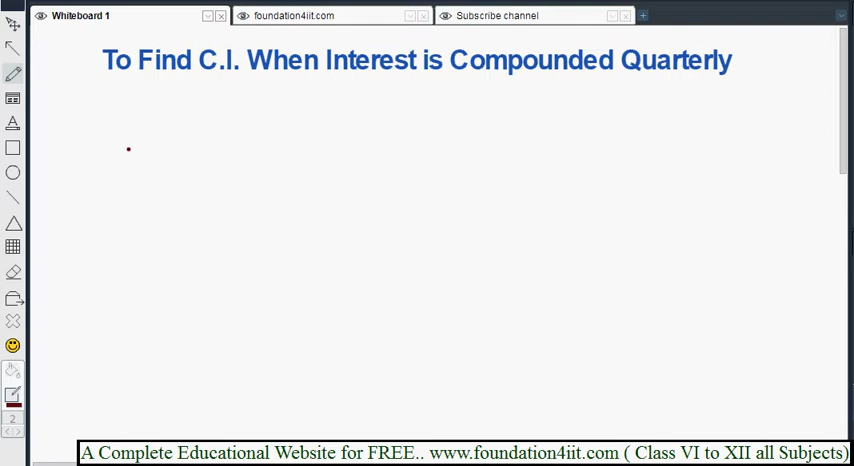 Whiteboard 1
foundation4iit.com
Subscribe channel
To Find C.I. When Interest is Compounded Quarterly
2
A Complete Educational Website for FREE.. www.foundation4iit.com ( Class VI to XII all Subjects)